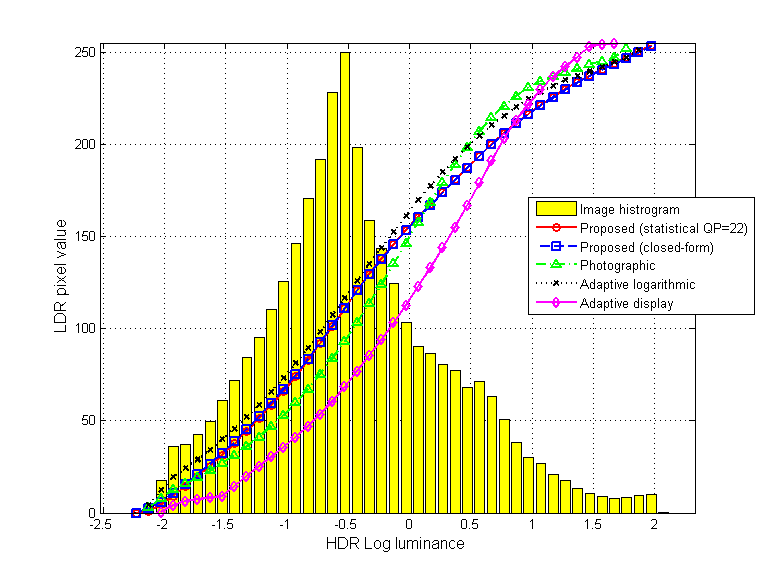 250
200
150
100
50
0
LDR pixel value
-2.5 -2 -1.5 -1 -0.5 0 0.5 1 1.5 2
HDR Log luminance
Image histrogram
Proposed (statistical QP=22)
Proposed (closed-form)
Photographic
Adaptive logarithmic
Adaptive display